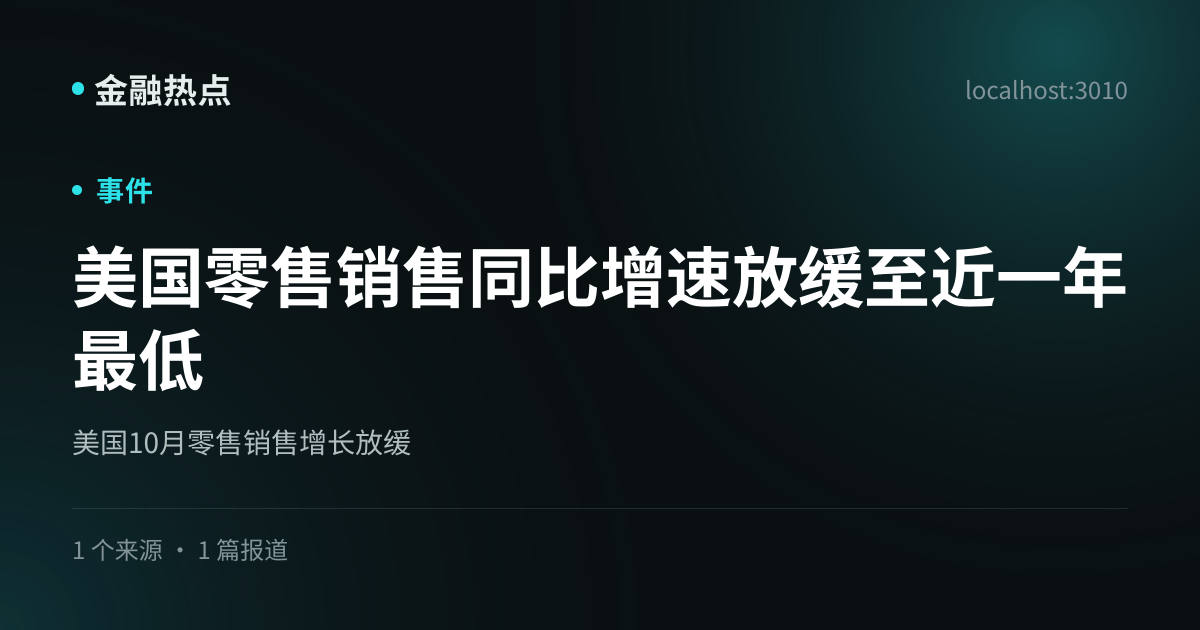 金融热点
localhost:3010
事件
美国零售销售同比增速放缓至近一年
最低
美国10月零售销售增长放缓
1 个来源 · 1 篇报道